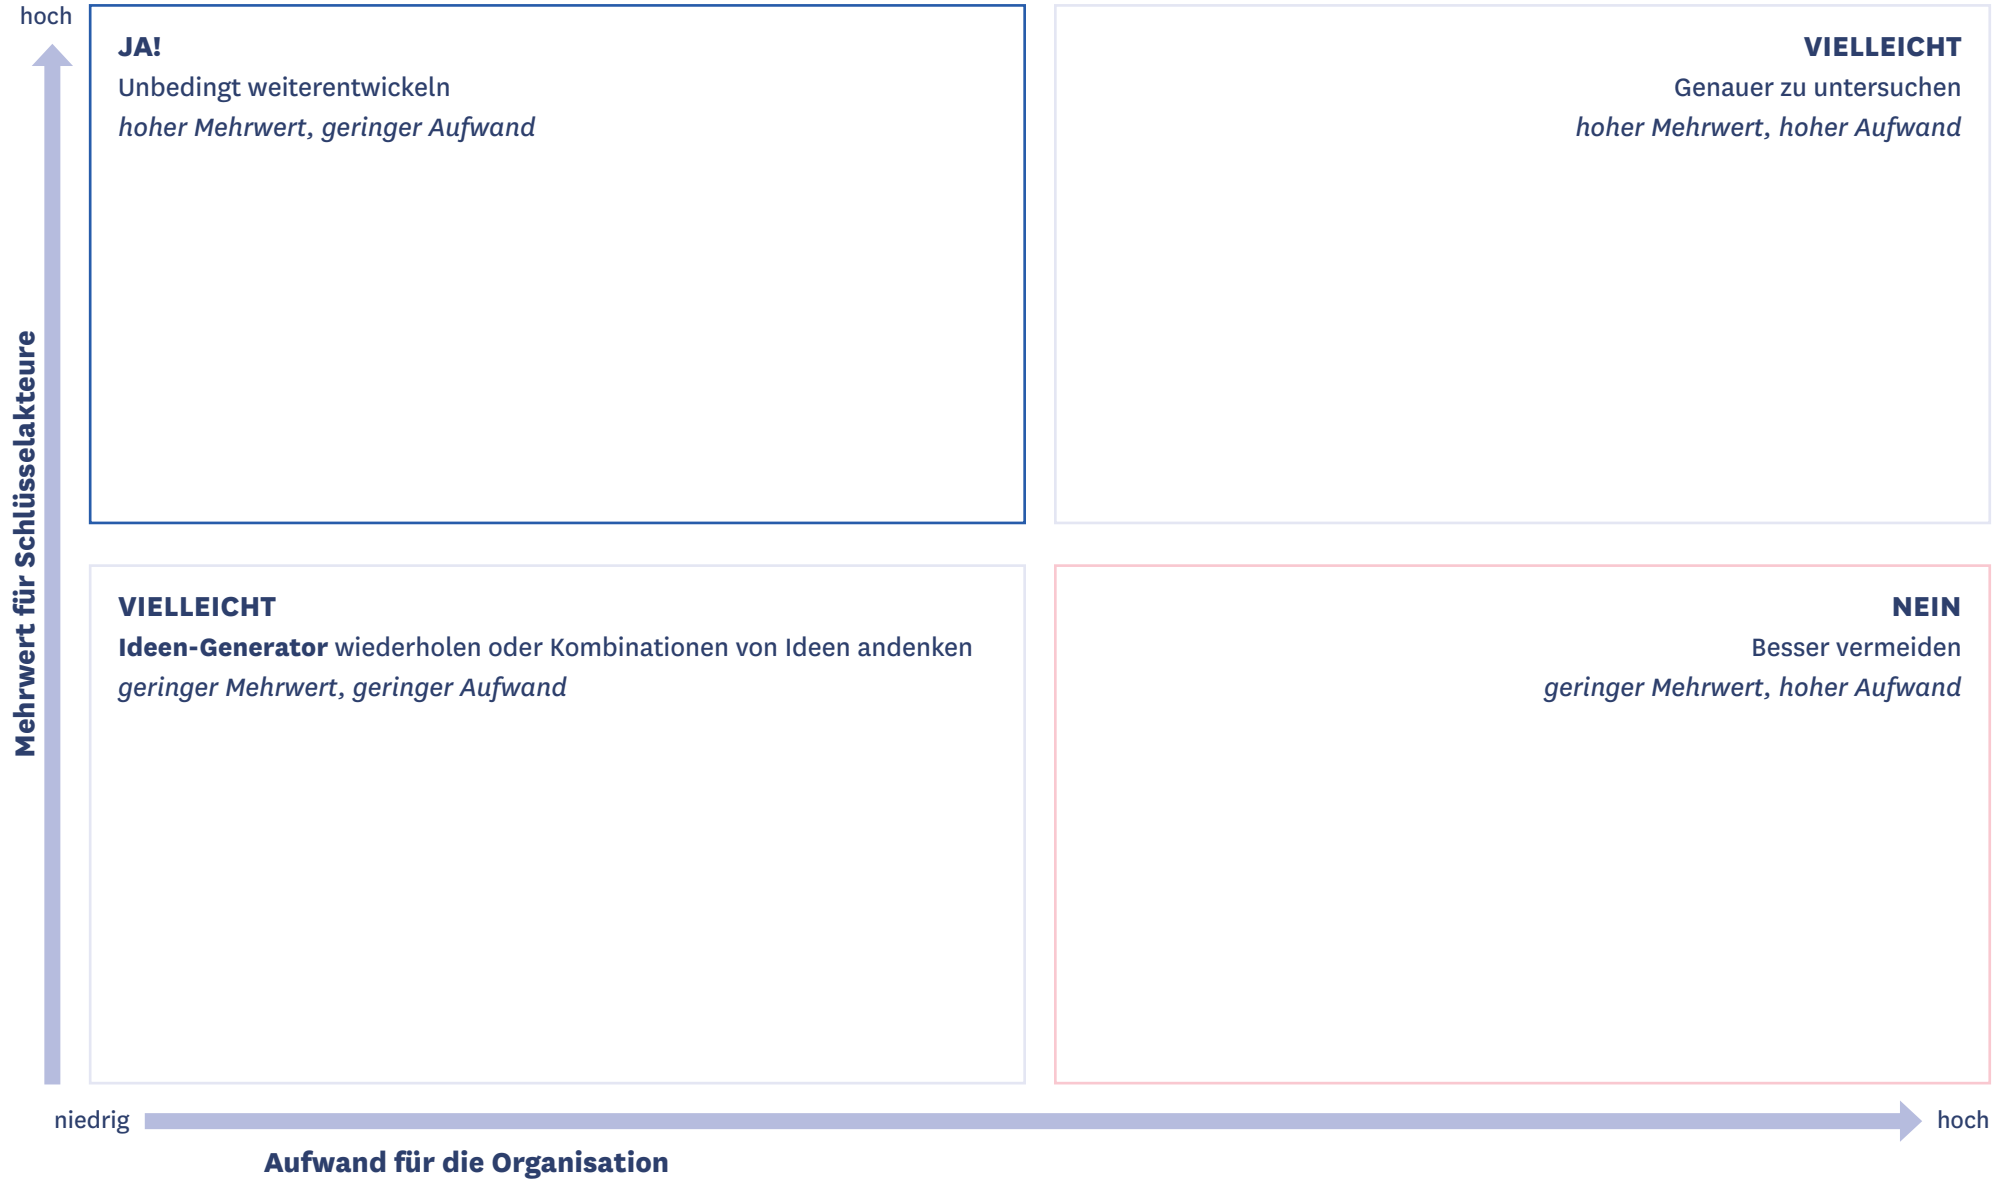 hoch
JA!
Unbedingt weiterentwickeln
hoher Mehrwert, geringer Aufwand
VIELLEICHT
Genauer zu untersuchen
hoher Mehrwert, hoher Aufwand
Mehrwert für Schlüsselakteure
VIELLEICHT
Ideen-Generator wiederholen oder Kombinationen von Ideen andenken
geringer Mehrwert, geringer Aufwand
NEIN
Besser vermeiden
geringer Mehrwert, hoher Aufwand
niedrig
hoch
Aufwand für die Organisation